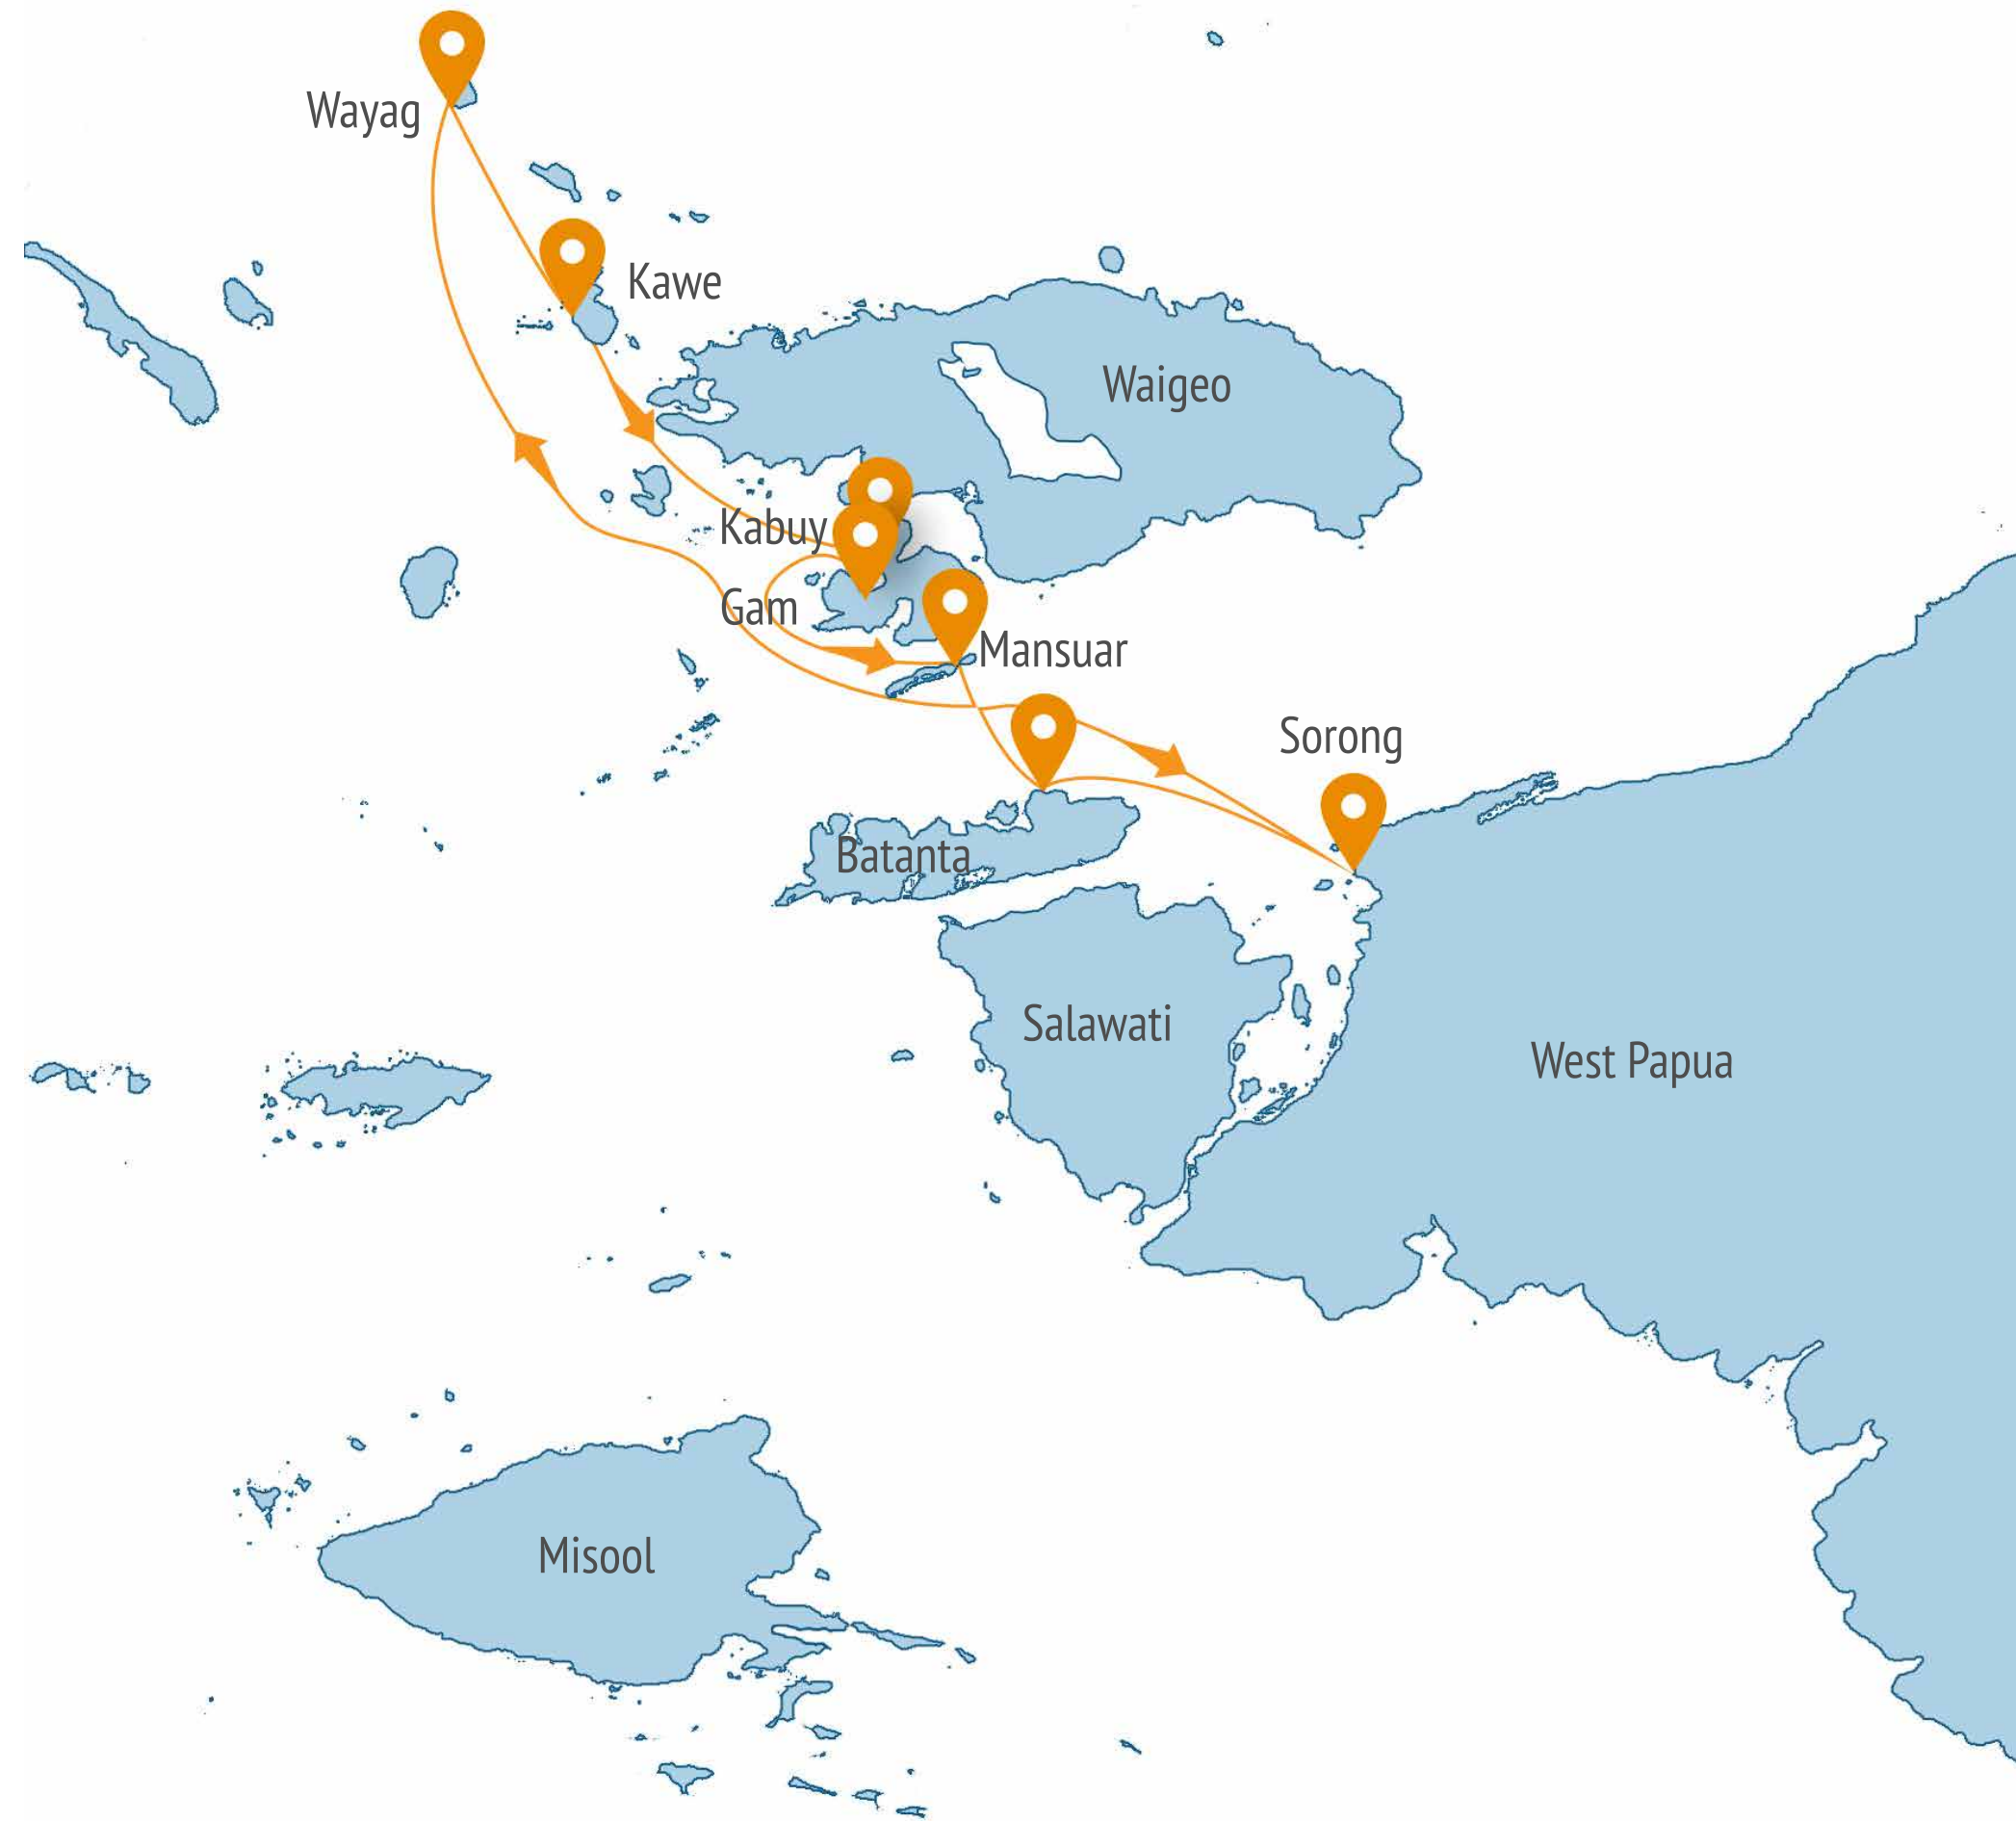 Wayag
Kawe
Waigeo
Kabuy
Gam
Mansuar
Sorong
Batanta
Salawati
West Papua
Misool